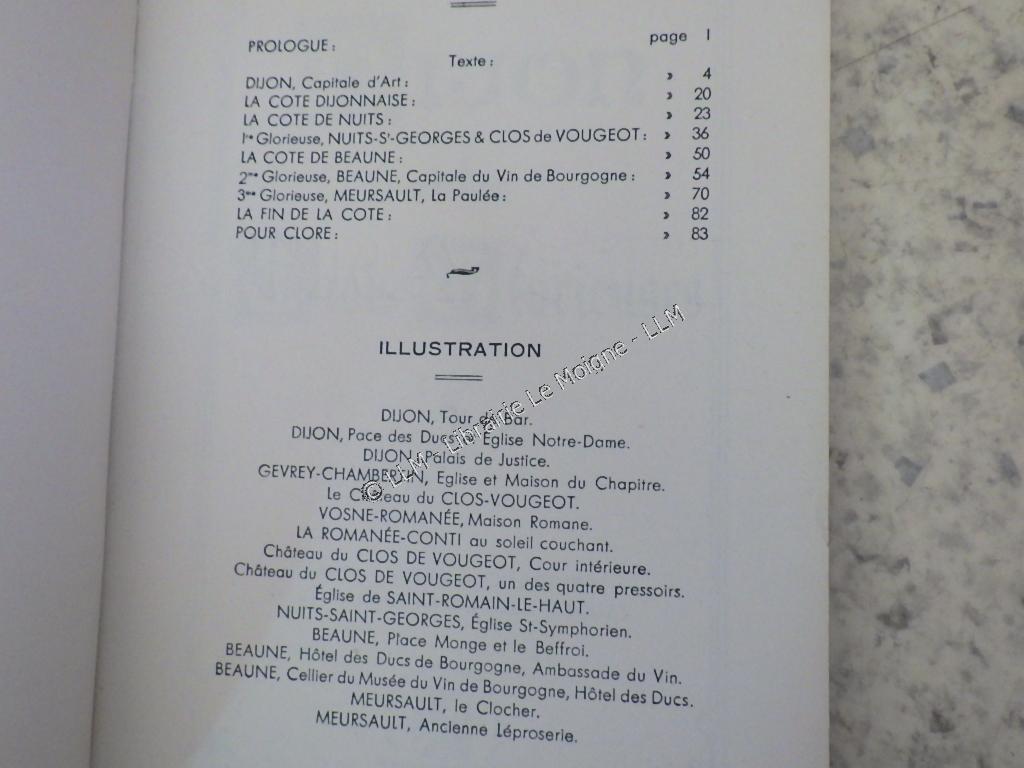 PROLOGUE: page I
Texte:
DIJON, Capitale d'Art: » 4
LA COTE DIJONNAISE: » 20
LA COTE DE NUITS: » 23
1re Glorieuse, NUITS-St-GEORGES & CLOS de VOUGEOT: » 36
LA COTE DE BEAUNE: » 50
2me Glorieuse, BEAUNE, Capitale du Vin de Bourgogne: » 54
3me Glorieuse, MEURSAULT, La Paulée: » 70
LA FIN DE LA COTE: » 82
POUR CLORE: » 83
ILLUSTRATION
DIJON, Tour de Bar.
DIJON, Pace des Ducs Église Notre-Dame.
DIJON, Palais de Justice.
GEVREY-CHAMBERTIN, Eglise et Maison du Chapitre.
Le Château du CLOS-VOUGEOT.
VOSNE-ROMANÉE, Maison Romane.
LA ROMANÉE-CONTI au soleil couchant.
Château du CLOS DE VOUGEOT, Cour intérieure.
Château du CLOS DE VOUGEOT, un des quatre pressoirs.
Église de SAINT-ROMAIN-LE-HAUT.
NUITS-SAINT-GEORGES, Église St-Symphorien.
BEAUNE, Place Monge et le Beffroi.
BEAUNE, Hôtel des Ducs de Bourgogne, Ambassade du Vin.
BEAUNE, Cellier du Musée du Vin de Bourgogne, Hôtel des Ducs.
MEURSAULT, le Clocher.
MEURSAULT, Ancienne Léproserie.
© LLM - Librairie Le Moigne - LLM